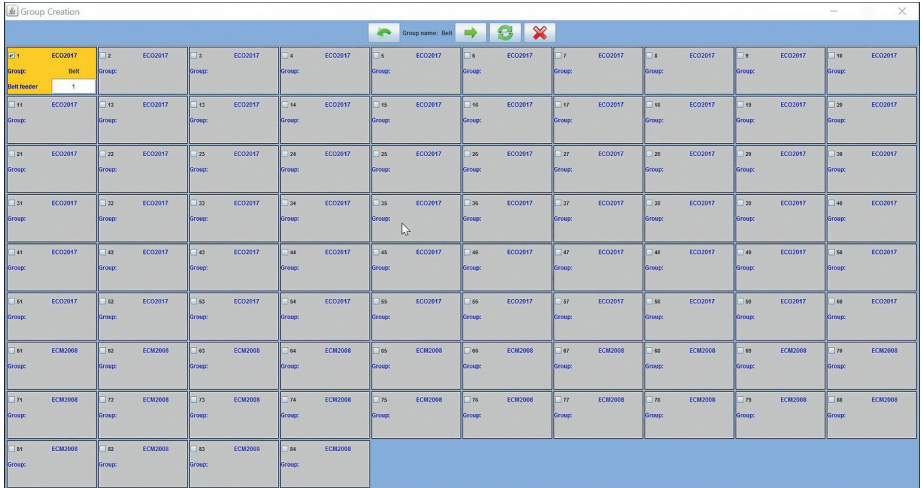 Group Creation
Group name: Belt
1 ECO2017 2 ECO2017 3 ECO2017 4 ECO2017 5 ECO2017 6 ECO2017 7 ECO2017 8 ECO2017 9 ECO2017 10 ECO2017
Group: Belt Group: Group: Group: Group: Group: Group: Group: Group: Group:
Belt feeder 1
11 ECO2017 12 ECO2017 13 ECO2017 14 ECO2017 15 ECO2017 16 ECO2017 17 ECO2017 18 ECO2017 19 ECO2017 20 ECO2017
Group: Group: Group: Group: Group: Group: Group: Group: Group: Group:
21 ECO2017 22 ECO2017 23 ECO2017 24 ECO2017 25 ECO2017 26 ECO2017 27 ECO2017 28 ECO2017 29 ECO2017 30 ECO2017
Group: Group: Group: Group: Group: Group: Group: Group: Group: Group:
31 ECO2017 32 ECO2017 33 ECO2017 34 ECO2017 35 ECO2017 36 ECO2017 37 ECO2017 38 ECO2017 39 ECO2017 40 ECO2017
Group: Group: Group: Group: Group: Group: Group: Group: Group: Group:
41 ECO2017 42 ECO2017 43 ECO2017 44 ECO2017 45 ECO2017 46 ECO2017 47 ECO2017 48 ECO2017 49 ECO2017 50 ECO2017
Group: Group: Group: Group: Group: Group: Group: Group: Group: Group:
51 ECO2017 52 ECO2017 53 ECO2017 54 ECO2017 55 ECO2017 56 ECO2017 57 ECO2017 58 ECO2017 59 ECO2017 60 ECO2017
Group: Group: Group: Group: Group: Group: Group: Group: Group: Group:
61 ECM2008 62 ECM2008 63 ECM2008 64 ECM2008 65 ECM2008 66 ECM2008 67 ECM2008 68 ECM2008 69 ECM2008 70 ECM2008
Group: Group: Group: Group: Group: Group: Group: Group: Group: Group:
71 ECM2008 72 ECM2008 73 ECM2008 74 ECM2008 75 ECM2008 76 ECM2008 77 ECM2008 78 ECM2008 79 ECM2008 80 ECM2008
Group: Group: Group: Group: Group: Group: Group: Group: Group: Group:
81 ECM2008 82 ECM2008 83 ECM2008 84 ECM2008
Group: Group: Group: Group: